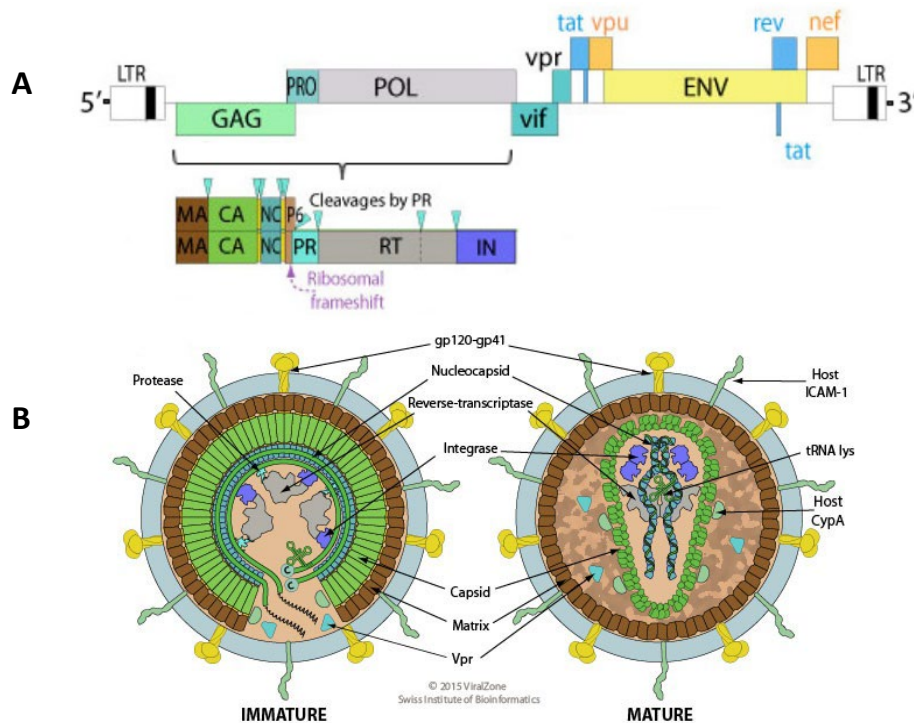 A
LTR
5'
GAG
PRO
POL
vif
vpr
tat
vpu
ENV
rev
nef
tat
LTR
3'
Cleavages by PR
MA
CA
NC
P6
MA
CA
NC
PR
RT
IN
Ribosomal
frameshift
B
gp120-gp41
Protease
Nucleocapsid
Reverse-transcriptase
Integrase
Host
ICAM-1
tRNA lys
Host
CypA
C
C
Capsid
Matrix
Vpr
© 2015 ViralZone
Swiss Institute of Bioinformatics
IMMATURE
MATURE